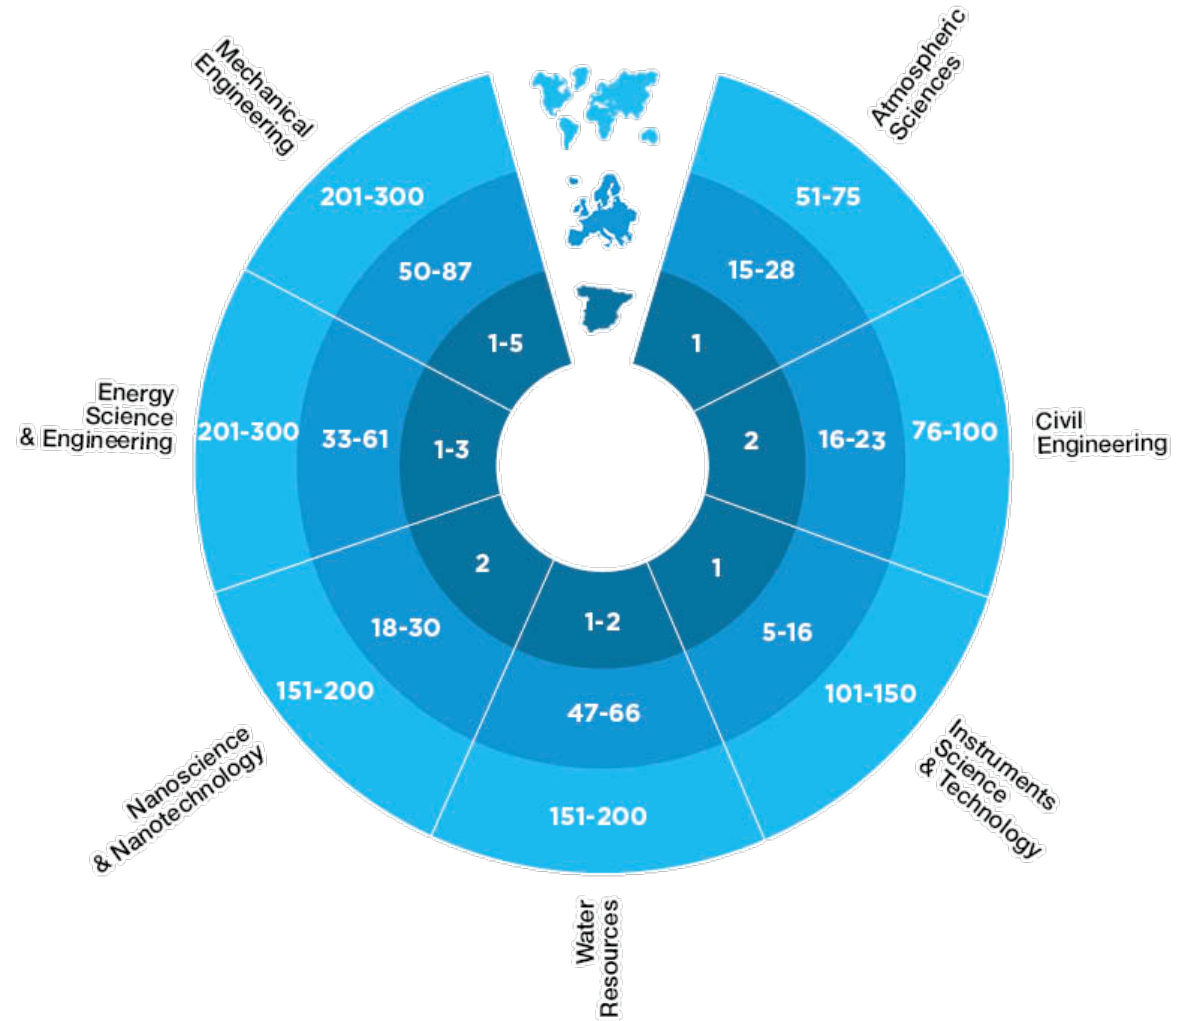 Atmospheric
Sciences
51-75
15-28
1
Civil
Engineering
76-100
16-23
2
Instruments
Science
& Technology
101-150
5-16
1
Water
Resources
151-200
47-66
1-2
Nanoscience
& Nanotechnology
151-200
18-30
2
Energy
Science
& Engineering
201-300
33-61
1-3
Mechanical
Engineering
201-300
50-87
1-5